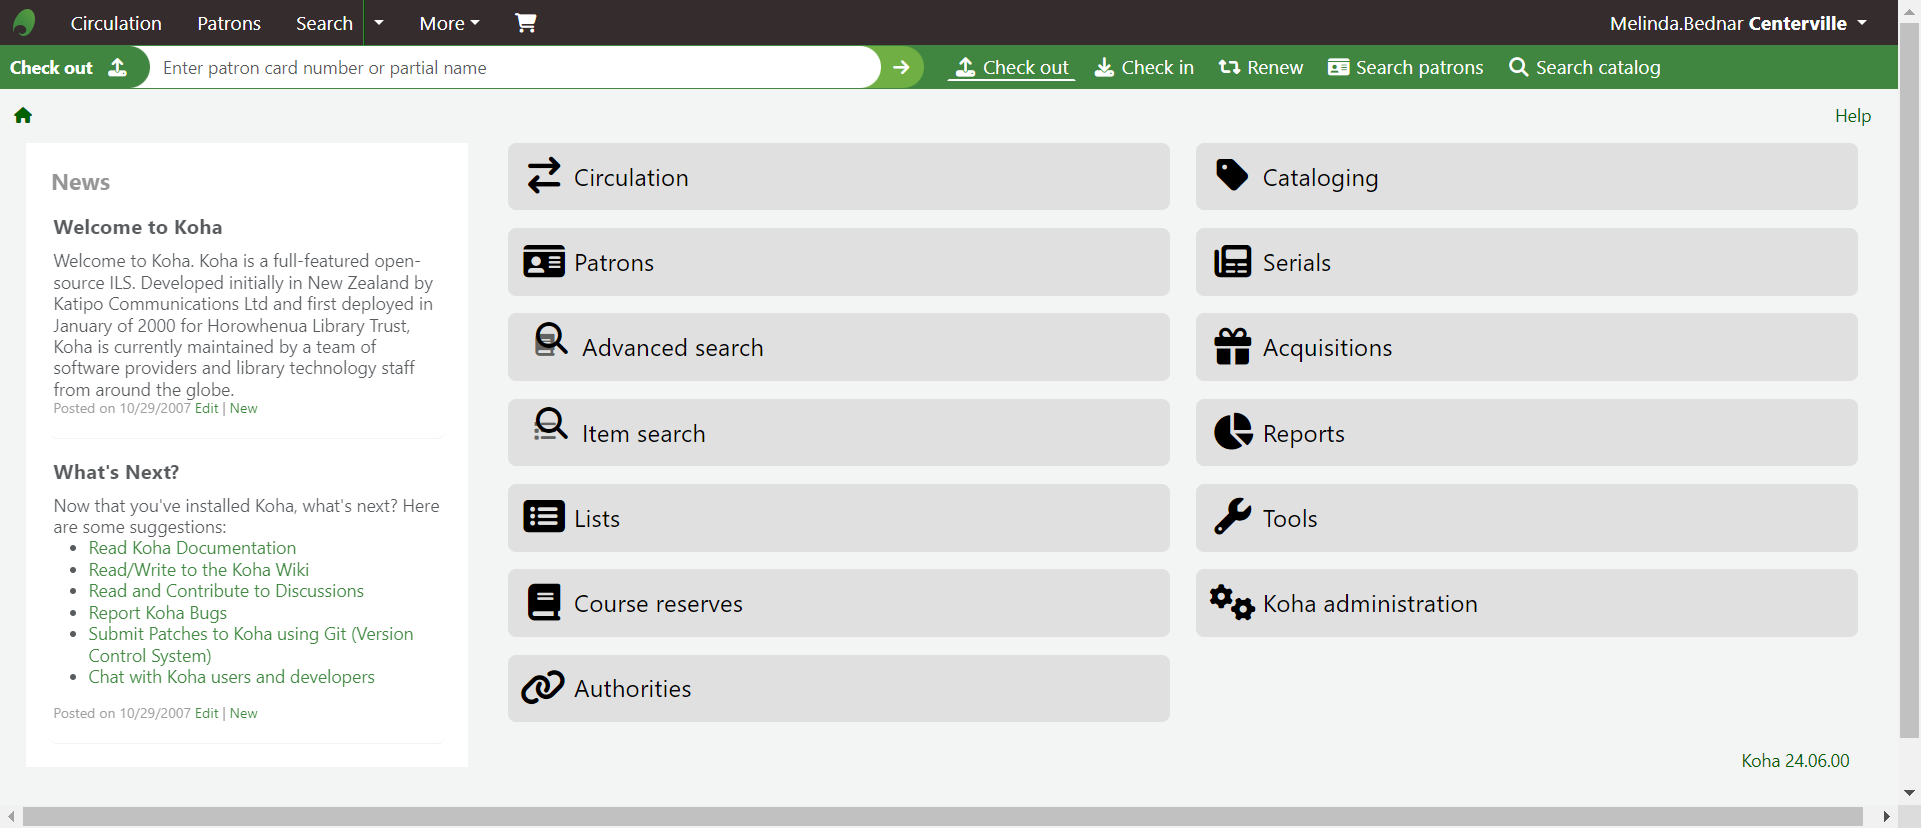 Circulation Patrons Search More Melinda.Bednar Centerville
Check out Enter patron card number or partial name Check out Check in Renew Search patrons Search catalog
Help
News
Welcome to Koha
Welcome to Koha. Koha is a full-featured open-
source ILS. Developed initially in New Zealand by
Katipo Communications Ltd and first deployed in
January of 2000 for Horowhenua Library Trust,
Koha is currently maintained by a team of
software providers and library technology staff
from around the globe.
Posted on 10/29/2007 Edit | New
What's Next?
Now that you've installed Koha, what's next? Here
are some suggestions:
• Read Koha Documentation
• Read/Write to the Koha Wiki
• Read and Contribute to Discussions
• Report Koha Bugs
• Submit Patches to Koha using Git (Version
Control System)
• Chat with Koha users and developers
Posted on 10/29/2007 Edit | New
Circulation
Patrons
Advanced search
Item search
Lists
Course reserves
Authorities
Cataloging
Serials
Acquisitions
Reports
Tools
Koha administration
Koha 24.06.00